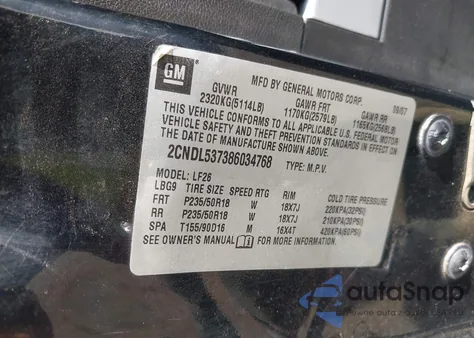 GM
MFD BY GENERAL MOTORS CORP. 09/07
GVWR GAWR FRT GAWR RR
2320KG(5114LB) 1170KG(2579LB) 1165KG(2568LB)
THIS VEHICLE CONFORMS TO ALL APPLICABLE U.S. FEDERAL MOTOR
VEHICLE SAFETY AND THEFT PREVENTION STANDARDS IN EFFECT ON THE
DATE OF MANUFACTURE SHOWN ABOVE.
2CNDL537386034768 TYPE: M.P.V.
MODEL: LF26
LBG9 TIRE SIZE SPEED RTG RIM COLD TIRE PRESSURE
FRT P235/50R18 W 18X7J 220KPA(32PSI)
RR P235/50R18 W 18X7J 210KPA(30PSI)
SPA T155/90D16 M 16X4T 420KPA(60PSI)
SEE OWNER'S MANUAL FOR MORE INFORMATION.
autoSnap